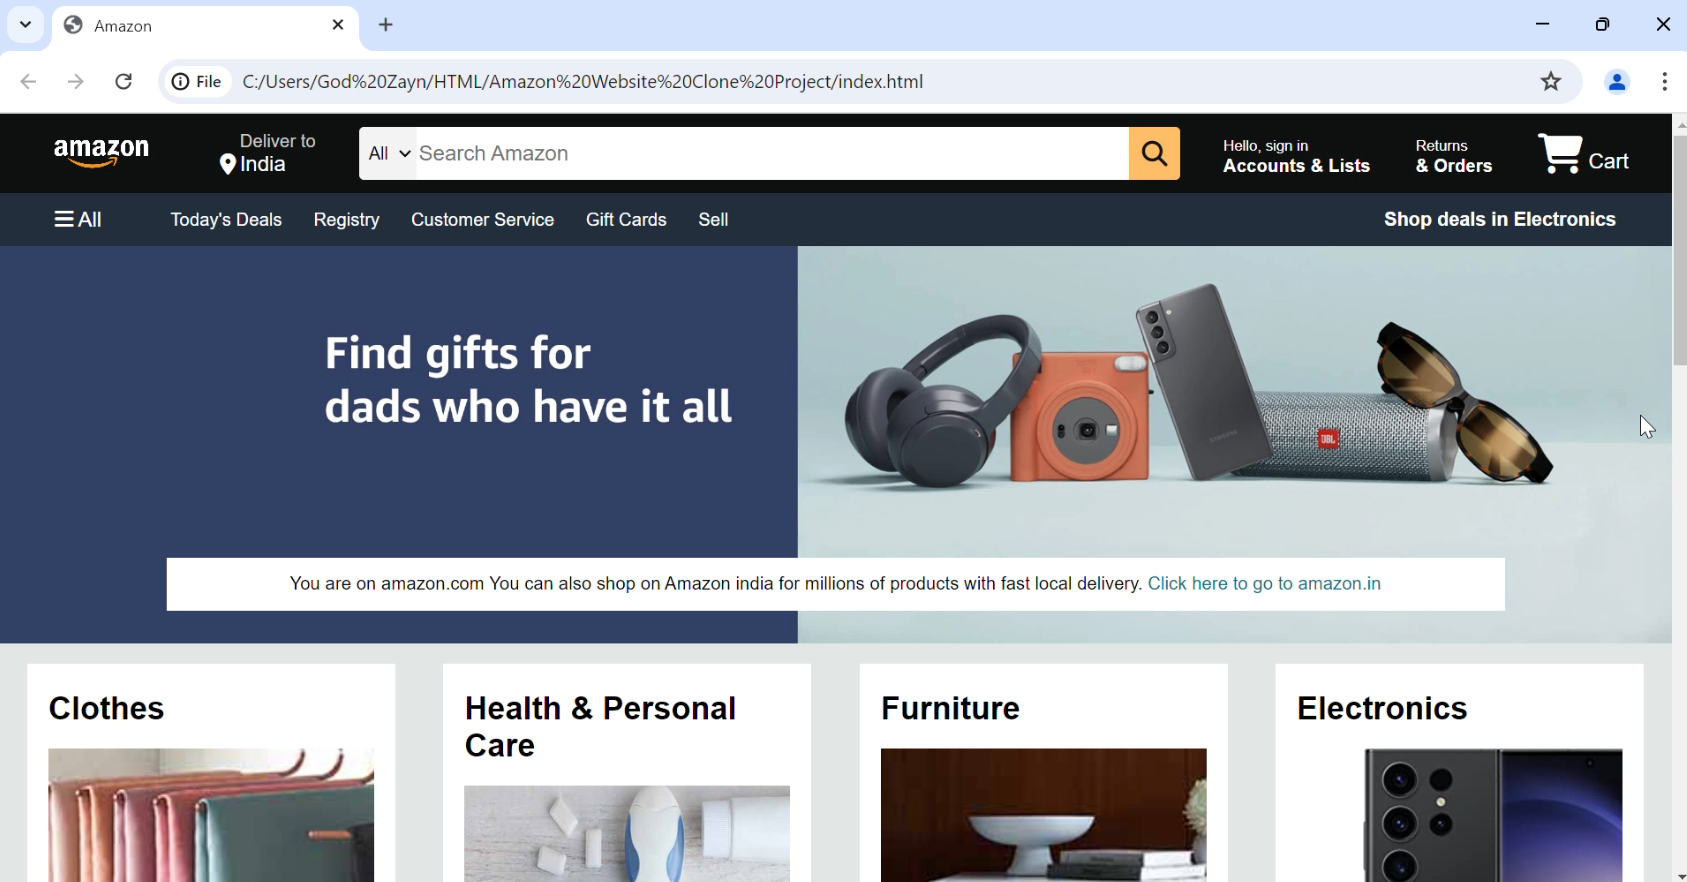 Amazon
File C:/Users/God%20Zayn/HTML/Amazon%20Website%20Clone%20Project/index.html
amazon
Deliver to
India
All
Search Amazon
Hello, sign in
Accounts & Lists
Returns
& Orders
Cart
All
Today's Deals
Registry
Customer Service
Gift Cards
Sell
Shop deals in Electronics
Find gifts for
dads who have it all
JBL
SAMSUNG
You are on amazon.com You can also shop on Amazon india for millions of products with fast local delivery. Click here to go to amazon.in
Clothes
Health & Personal
Care
Furniture
Electronics